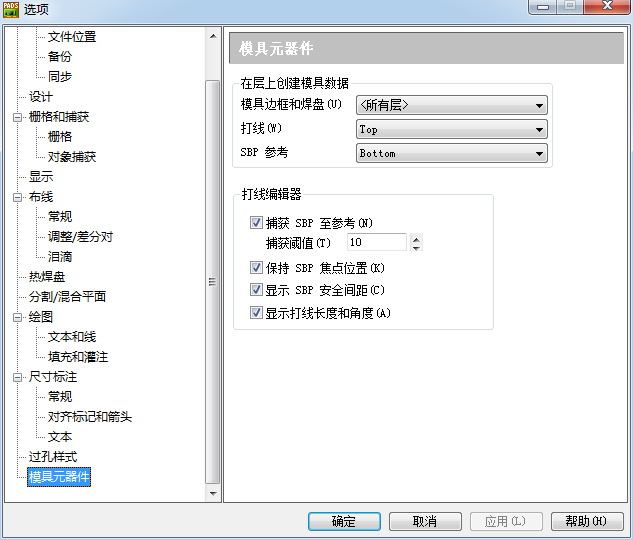 PADS 选项
文件位置
备份
同步
设计
栅格和捕获
栅格
对象捕获
显示
布线
常规
调整/差分对
泪滴
热焊盘
分割/混合平面
绘图
文本和线
填充和灌注
尺寸标注
常规
对齐标记和箭头
文本
过孔样式
模具元器件
模具元器件
在层上创建模具数据
模具边框和焊盘(U) <所有层>
打线(W) Top
SBP 参考 Bottom
打线编辑器
捕获 SBP 至参考(N)
捕获阈值(T) 10
保持 SBP 焦点位置(K)
显示 SBP 安全间距(C)
显示打线长度和角度(A)
确定 取消 应用(L) 帮助(H)